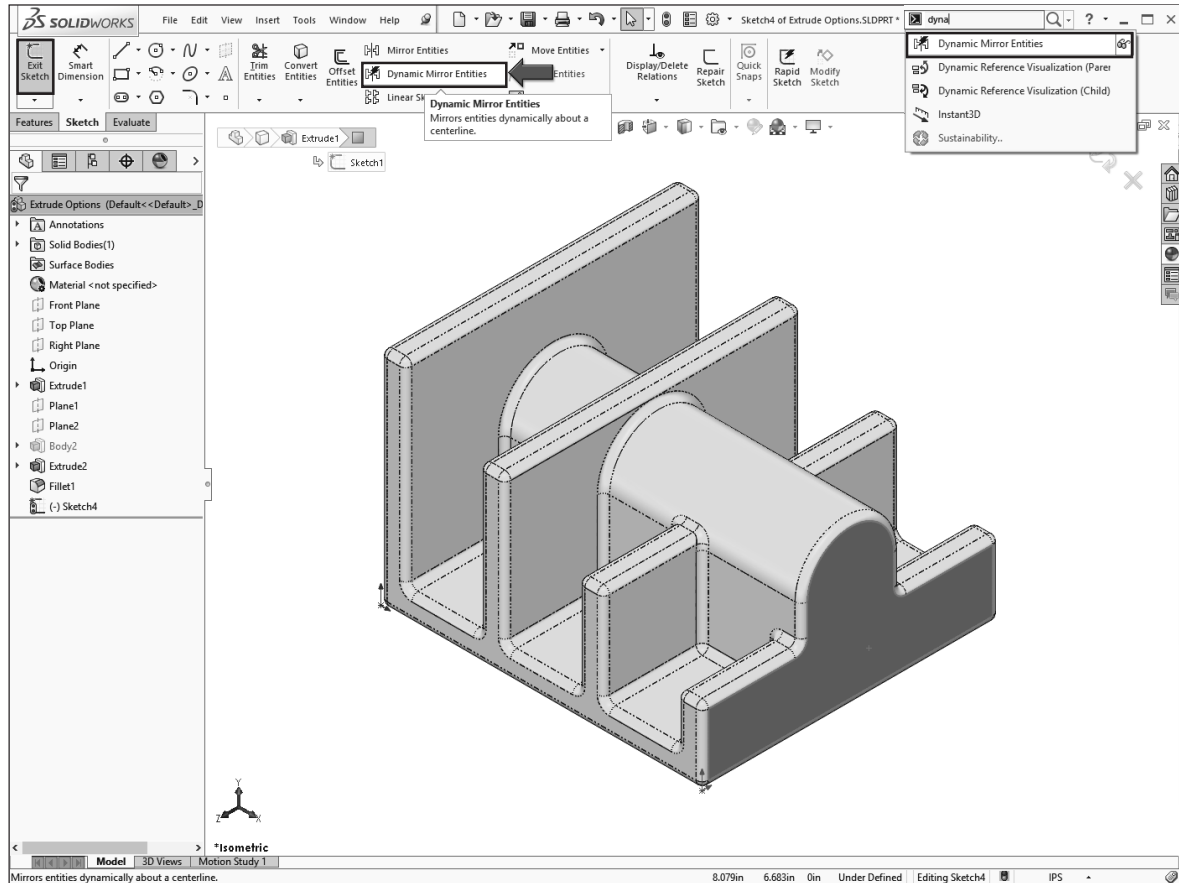 SOLIDWORKS File Edit View Insert Tools Window Help Sketch4 of Extrude Options.SLDPRT * dyna ?
Exit Sketch
Smart Dimension
Trim Entities
Convert Entities
Offset Entities
Mirror Entities
Dynamic Mirror Entities
Linear Sk
Move Entities
Entities
Display/Delete Relations
Repair Sketch
Quick Snaps
Rapid Sketch
Modify Sketch
Dynamic Mirror Entities
Dynamic Reference Visualization (Parer
Dynamic Reference Visulization (Child)
Instant3D
Sustainability..
Dynamic Mirror Entities
Mirrors entities dynamically about a
centerline.
Features Sketch Evaluate
Extrude1
Sketch1
Extrude Options (Default<<Default>_D
Annotations
Solid Bodies(1)
Surface Bodies
Material <not specified>
Front Plane
Top Plane
Right Plane
Origin
Extrude1
Plane1
Plane2
Body2
Extrude2
Fillet1
(-) Sketch4
Y
Z X
*Isometric
Model 3D Views Motion Study 1
Mirrors entities dynamically about a centerline. 8.079in 6.683in 0in Under Defined Editing Sketch4 IPS